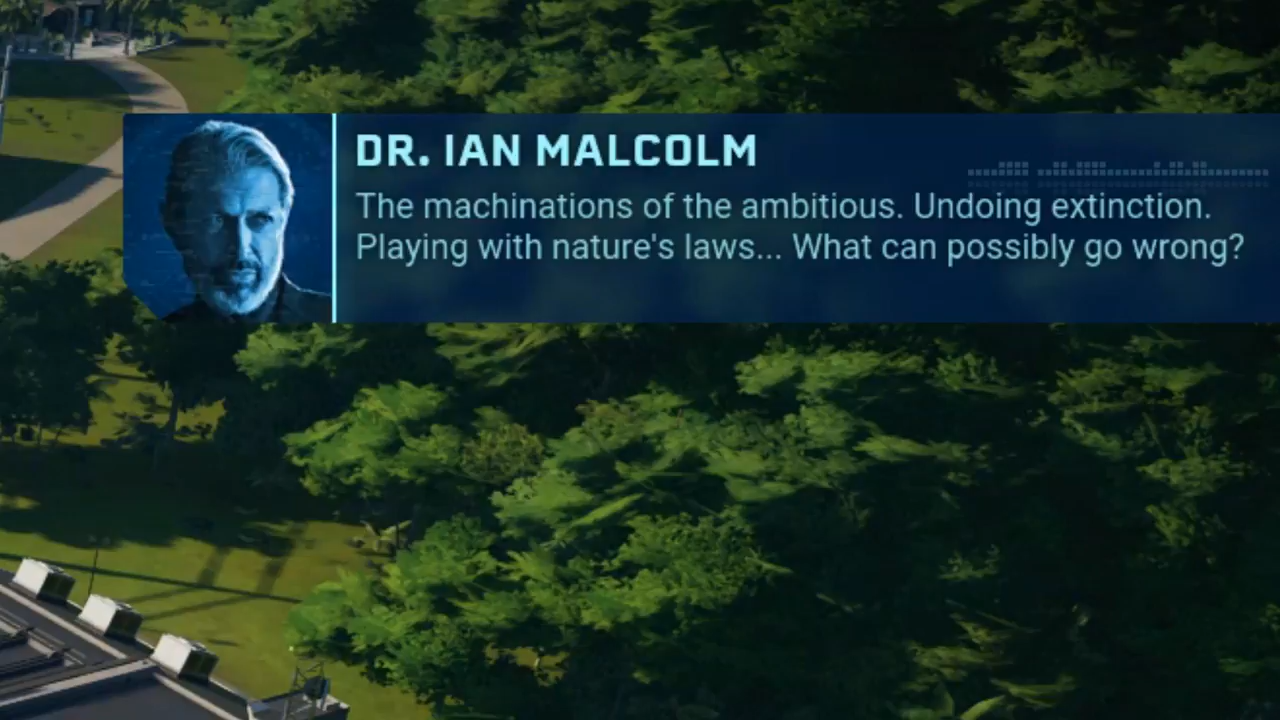 DR. IAN MALCOLM
The machinations of the ambitious. Undoing extinction.
Playing with nature's laws... What can possibly go wrong?